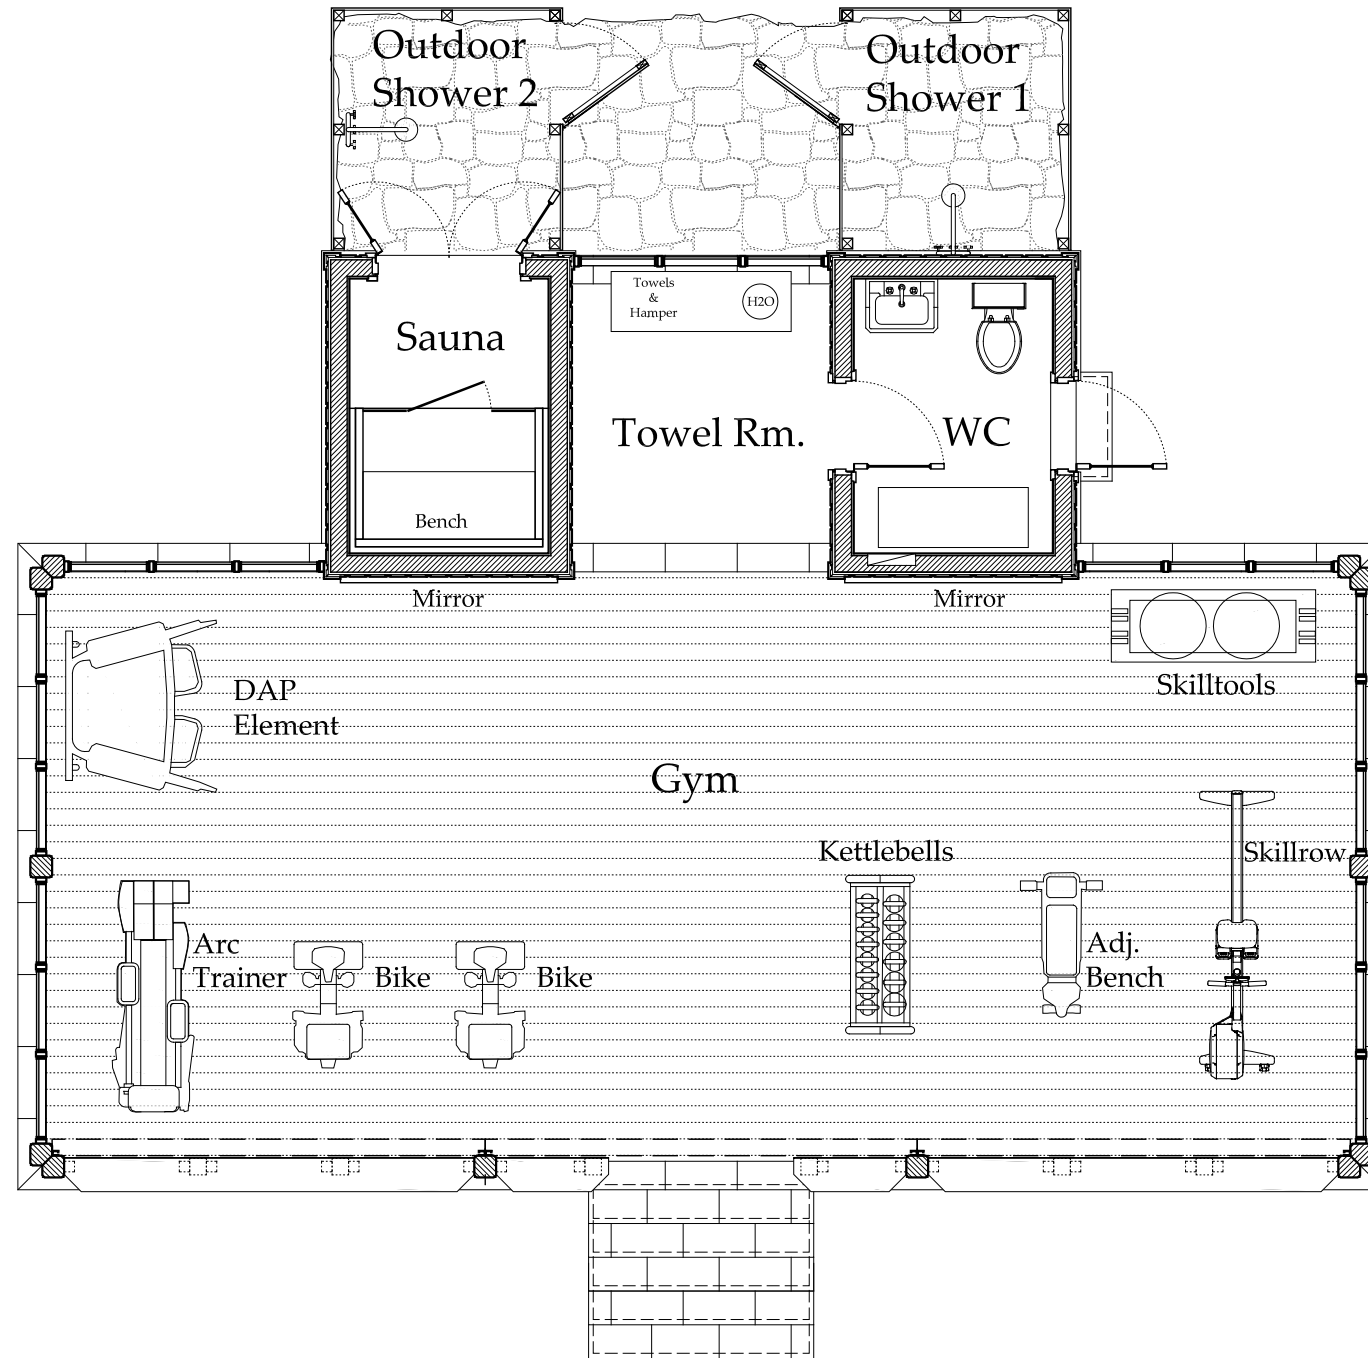 Outdoor
Shower 2
Outdoor
Shower 1
Towels
&
Hamper
H2O
Sauna
Towel Rm.
WC
Bench
Mirror
Mirror
DAP
Element
Skilltools
Gym
Kettlebells
Skillrow
Arc
Trainer
Bike
Bike
Adj.
Bench